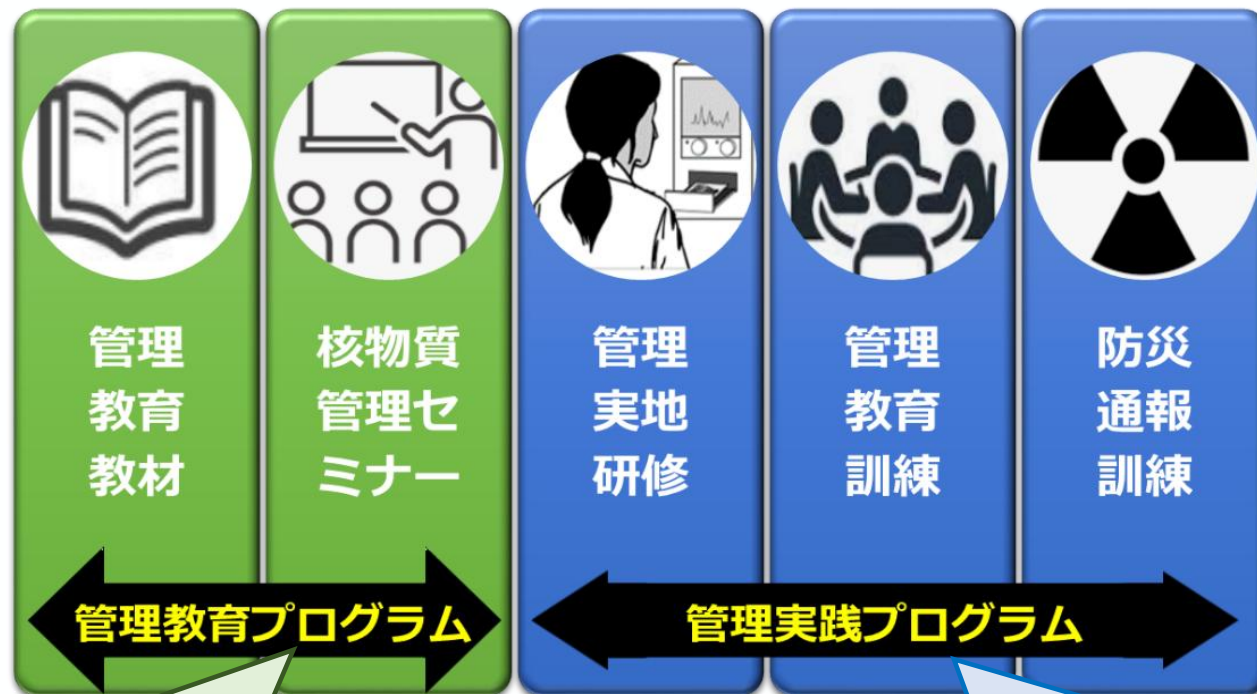 管理
教育
教材
核物質
管理セ
ミナー
管理
実地
研修
管理
教育
訓練
防災
通報
訓練
管理教育プログラム
管理実践プログラム